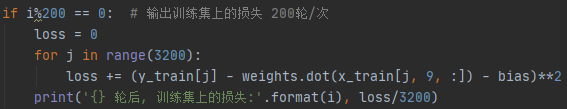 if i%200 == 0:  # 输出训练集上的损失 200轮/次
    loss = 0
    for j in range(3200):
        loss += (y_train[j] - weights.dot(x_train[j, 9, :]) - bias)**2
    print('{} 轮后, 训练集上的损失:'.format(i), loss/3200)